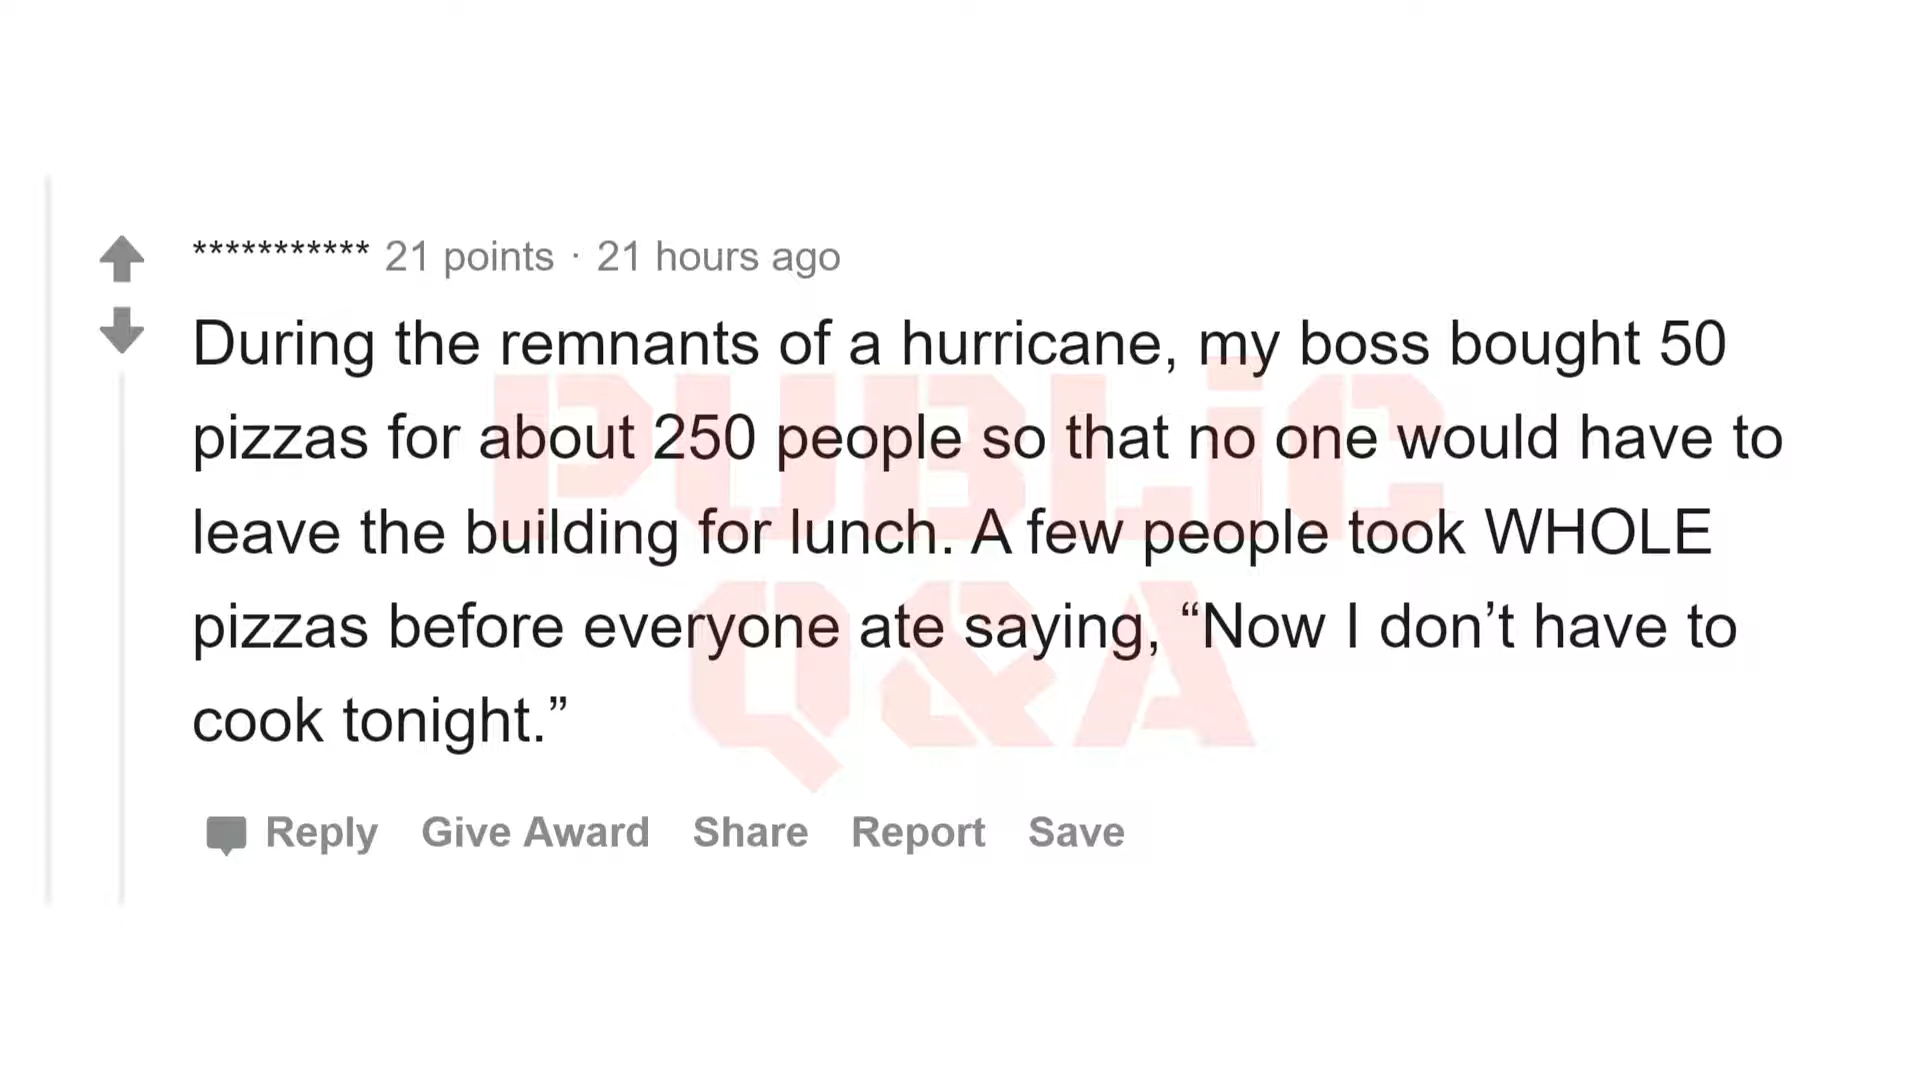 *********** 21 points · 21 hours ago
During the remnants of a hurricane, my boss bought 50
pizzas for about 250 people so that no one would have to
leave the building for lunch. A few people took WHOLE
pizzas before everyone ate saying, “Now I don’t have to
cook tonight.”
PUBLiC
Q&A
Reply Give Award Share Report Save